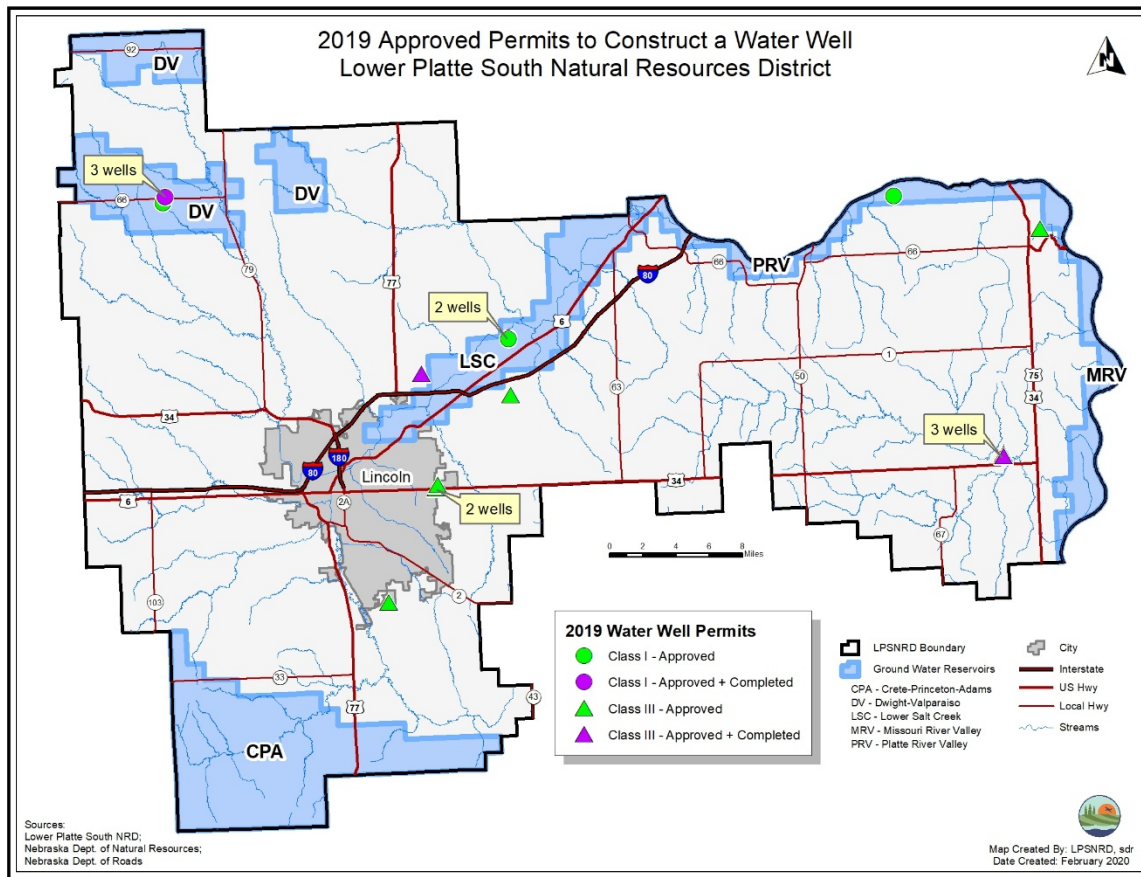 2019 Approved Permits to Construct a Water Well
Lower Platte South Natural Resources District
N
92
DV
3 wells
66
DV
DV
79
77
2 wells
LSC
6
80
66
PRV
66
63
50
1
75
34
MRV
34
3 wells
80
180
Lincoln
6
2A
34
2 wells
67
103
2
33
77
43
CPA
0 2 4 6 8
Miles
2019 Water Well Permits
Class I - Approved
Class I - Approved + Completed
Class III - Approved
Class III - Approved + Completed
LPSNRD Boundary
Ground Water Reservoirs
CPA - Crete-Princeton-Adams
DV - Dwight-Valparaiso
LSC - Lower Salt Creek
MRV - Missouri River Valley
PRV - Platte River Valley
City
Interstate
US Hwy
Local Hwy
Streams
Sources:
Lower Platte South NRD;
Nebraska Dept. of Natural Resources;
Nebraska Dept. of Roads
Map Created By: LPSNRD, sdr
Date Created: February 2020